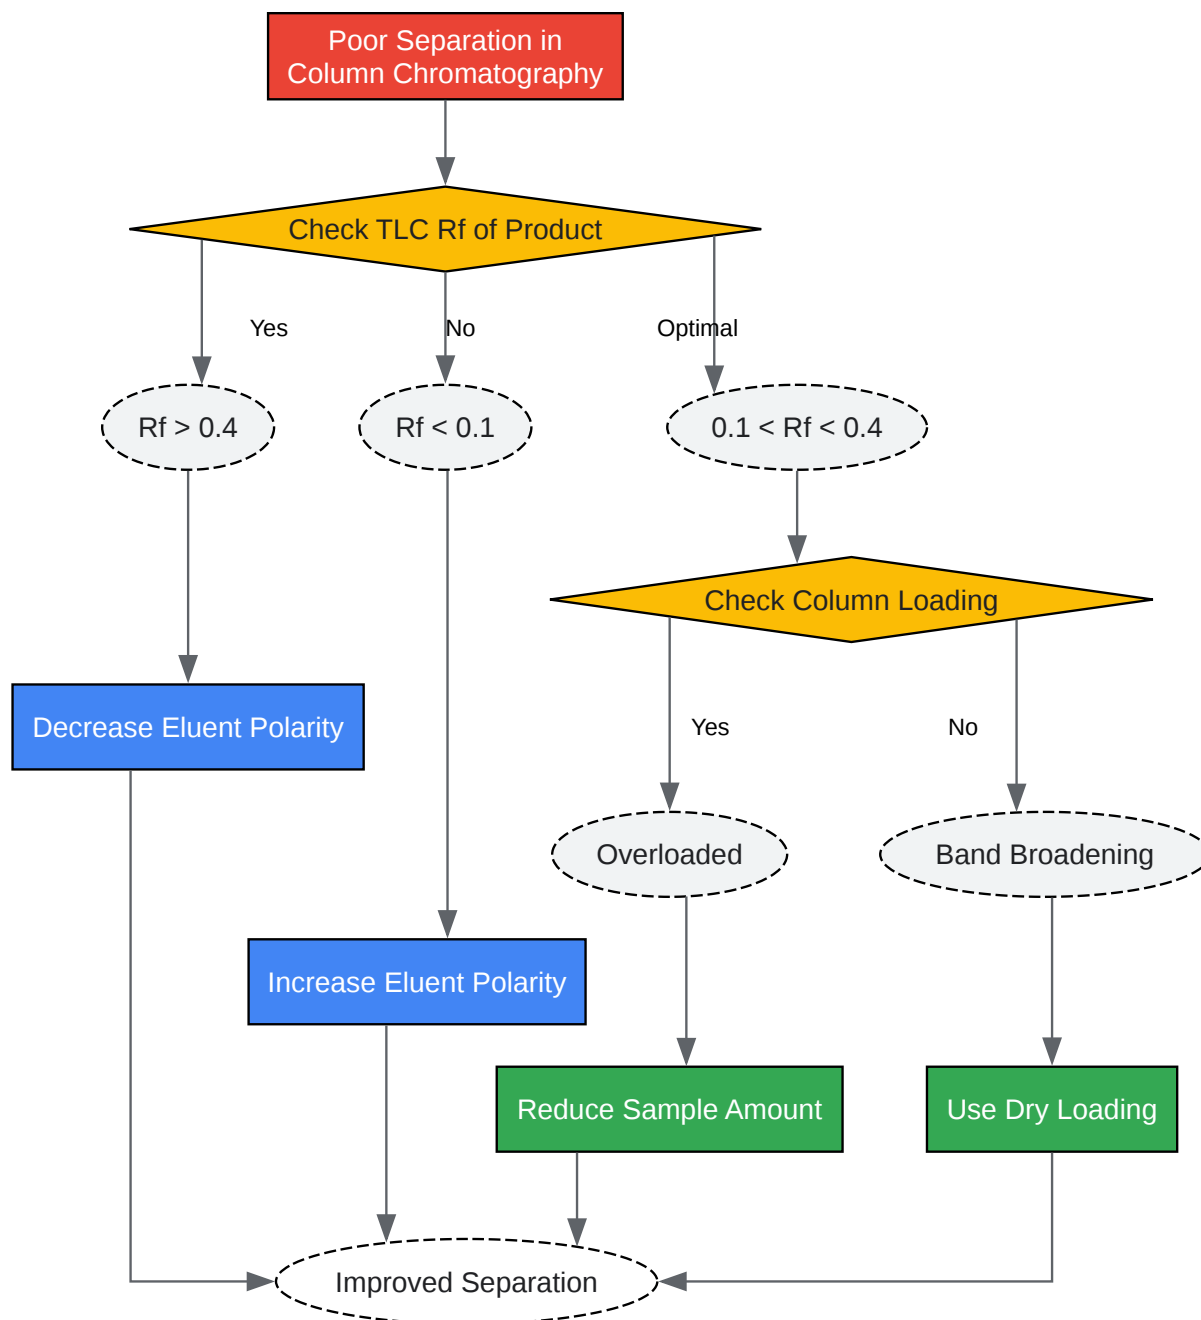 Poor Separation in
Column Chromatography
Check TLC Rf of Product
Yes
No
Optimal
Rf > 0.4
Rf < 0.1
0.1 < Rf < 0.4
Check Column Loading
Decrease Eluent Polarity
Yes
No
Overloaded
Band Broadening
Increase Eluent Polarity
Reduce Sample Amount
Use Dry Loading
Improved Separation